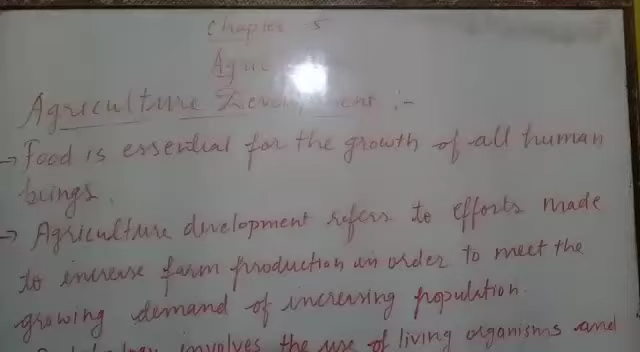 Chapter 5
Agri
Agriculture Development :-
→ Food is essential for the growth of all human
beings.
→ Agriculture development refers to efforts made
to increase farm production in order to meet the
growing demand of increasing population.
involves the use of living organisms and